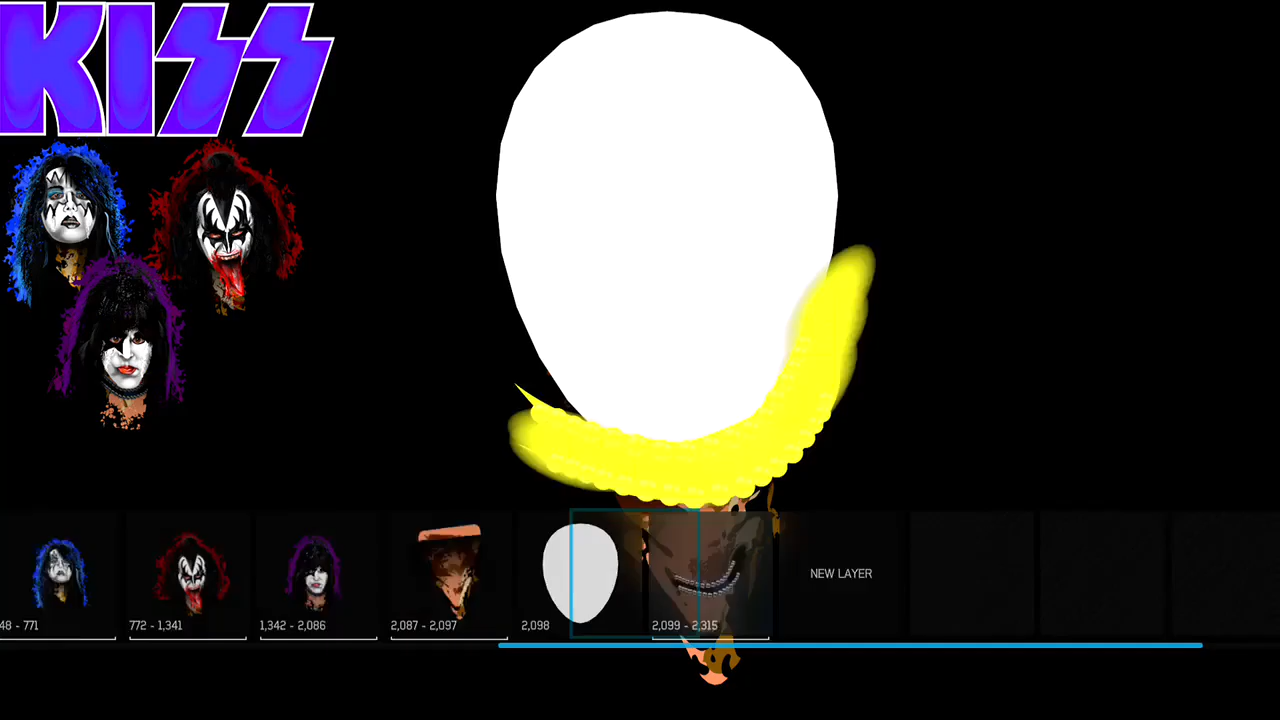 KISS
48 - 771
772 - 1,341
1,342 - 2,086
2,087 - 2,097
2,098
2,099 - 2,315
NEW LAYER